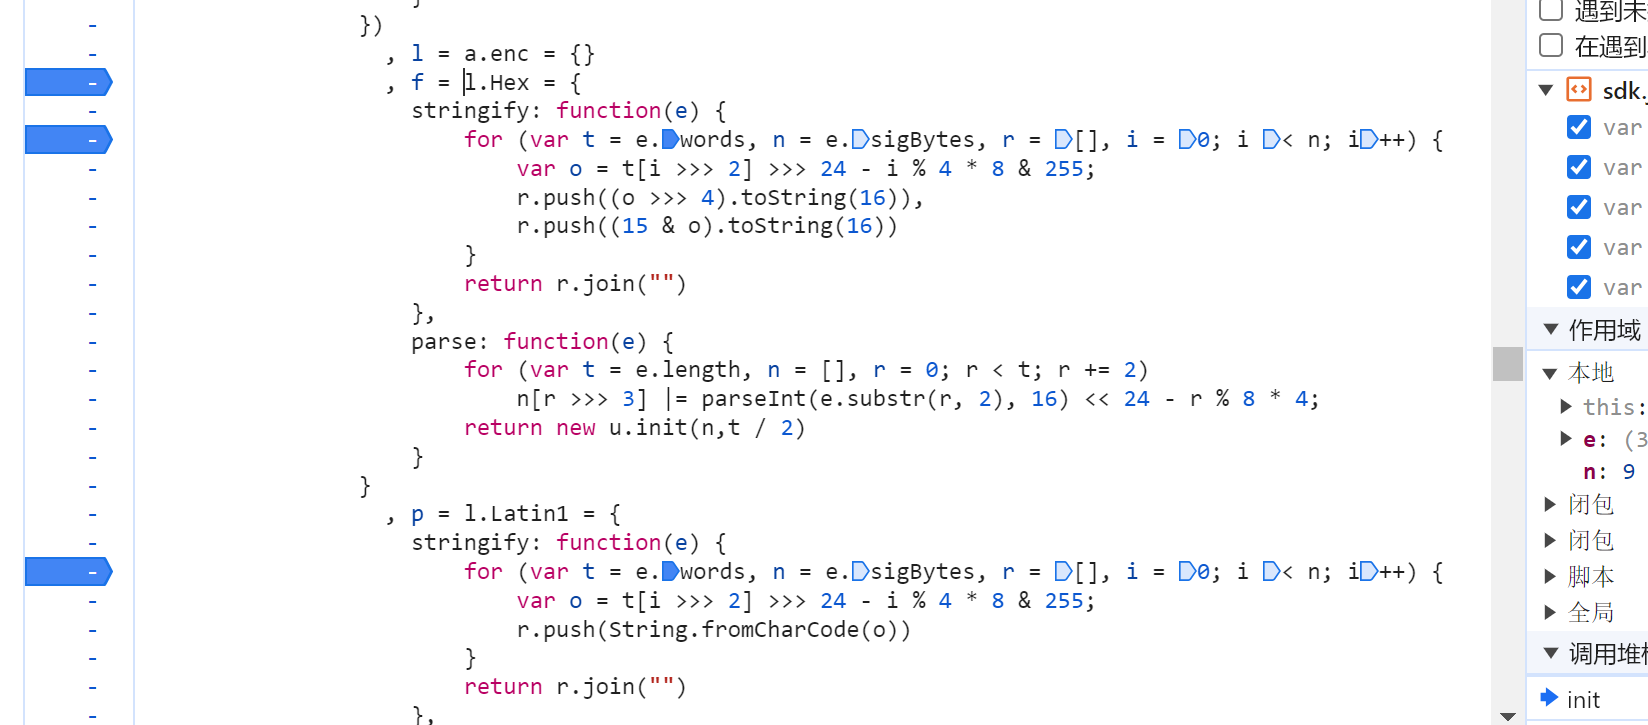 })
, l = a.enc = {}
, f = l.Hex = {
stringify: function(e) {
for (var t = e.words, n = e.sigBytes, r = [], i = 0; i < n; i++) {
var o = t[i >>> 2] >>> 24 - i % 4 * 8 & 255;
r.push((o >>> 4).toString(16)),
r.push((15 & o).toString(16))
}
return r.join("")
},
parse: function(e) {
for (var t = e.length, n = [], r = 0; r < t; r += 2)
n[r >>> 3] |= parseInt(e.substr(r, 2), 16) << 24 - r % 8 * 4;
return new u.init(n,t / 2)
}
}
, p = l.Latin1 = {
stringify: function(e) {
for (var t = e.words, n = e.sigBytes, r = [], i = 0; i < n; i++) {
var o = t[i >>> 2] >>> 24 - i % 4 * 8 & 255;
r.push(String.fromCharCode(o))
}
return r.join("")
},
遇到未
在遇到
sdk.
var
var
var
var
var
作用域
本地
this:
e: (3
n: 9
闭包
闭包
脚本
全局
调用堆
init